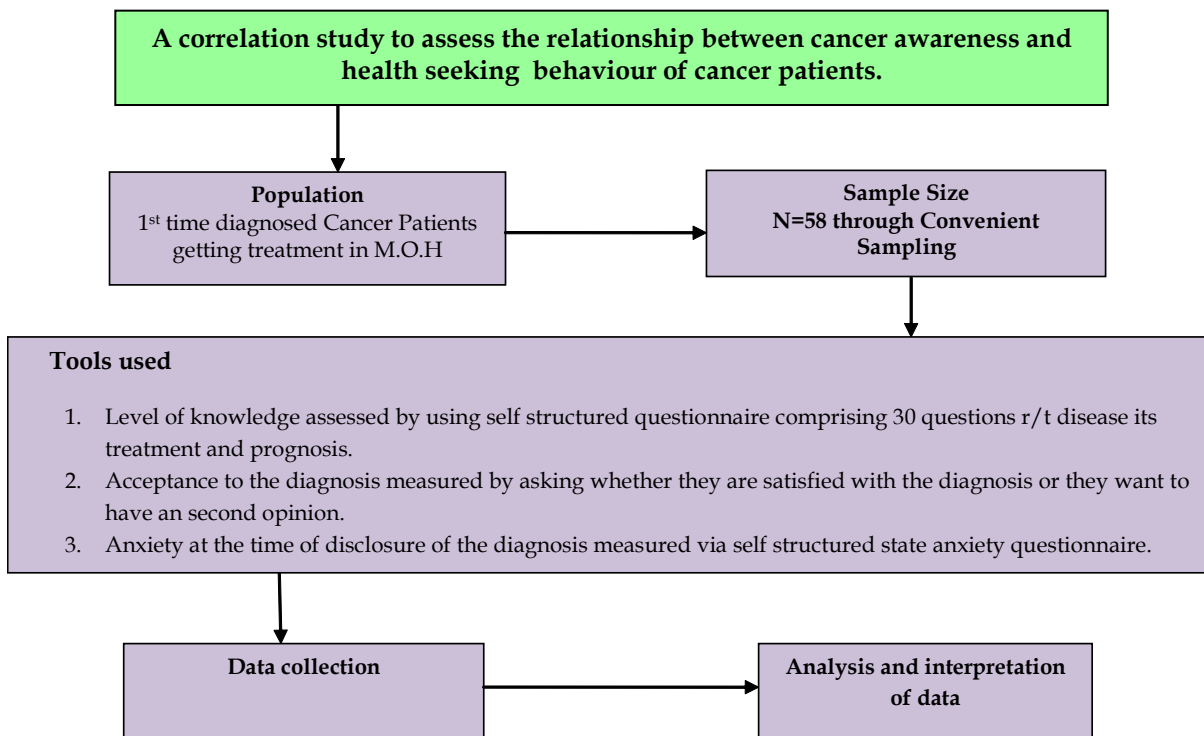 A correlation study to assess the relationship between cancer awareness and
health seeking behaviour of cancer patients.
Population
1st time diagnosed Cancer Patients
getting treatment in M.O.H
Sample Size
N=58 through Convenient
Sampling
Tools used
1. Level of knowledge assessed by using self structured questionnaire comprising 30 questions r/t disease its
treatment and prognosis.
2. Acceptance to the diagnosis measured by asking whether they are satisfied with the diagnosis or they want to
have an second opinion.
3. Anxiety at the time of disclosure of the diagnosis measured via self structured state anxiety questionnaire.
Data collection
Analysis and interpretation
of data